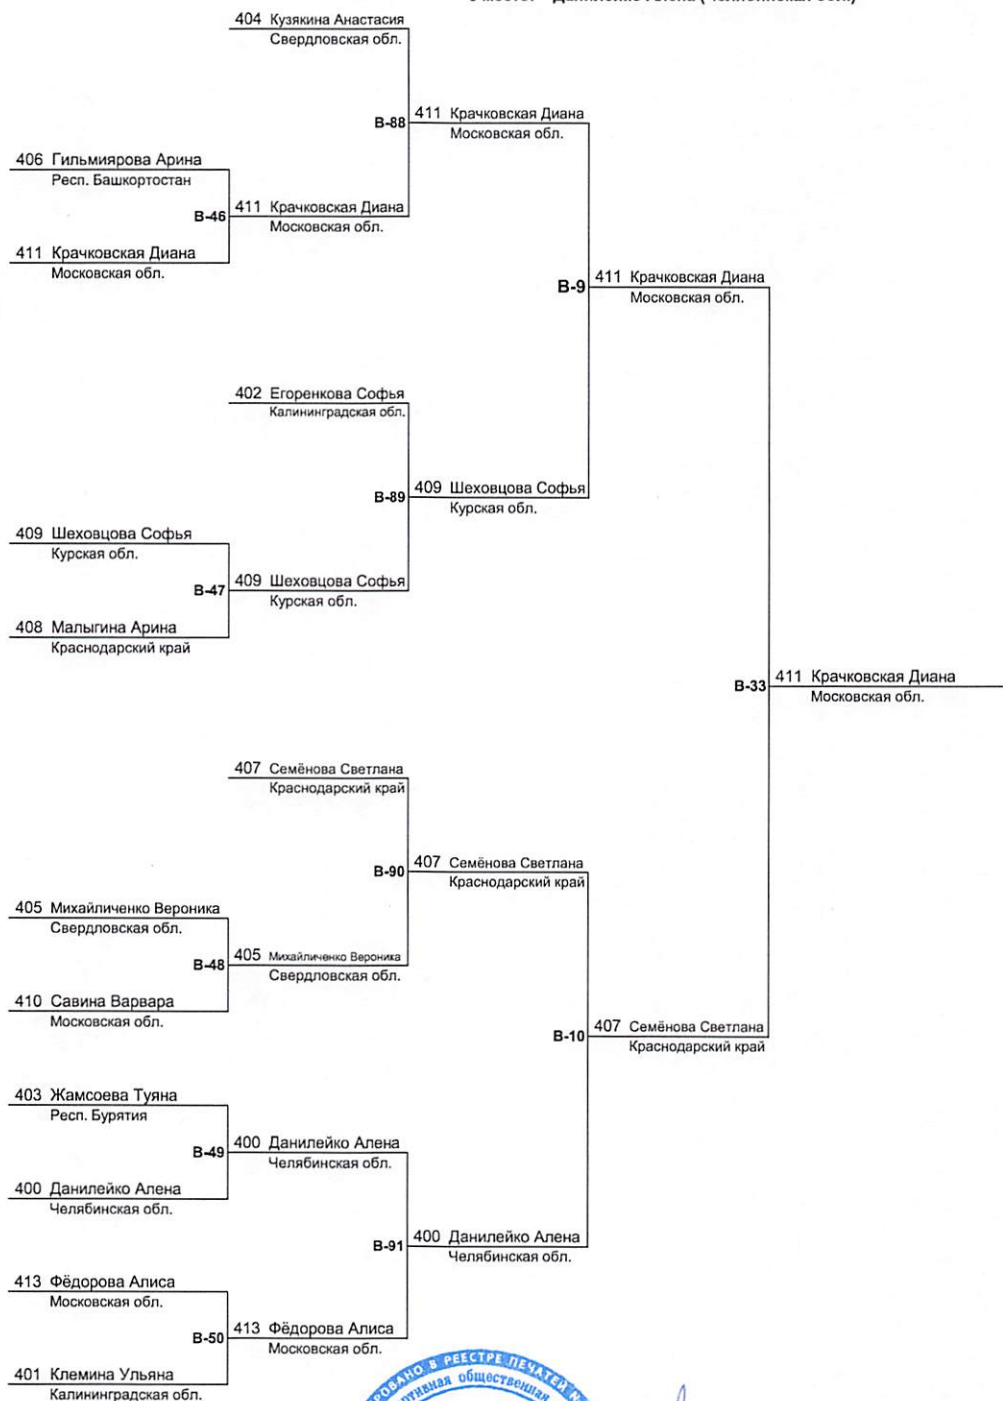 404 Кузякина Анастасия
Свердловская обл.
B-88 411 Крачковская Диана
Московская обл.
406 Гильмиярова Арина
Респ. Башкортостан
B-46 411 Крачковская Диана
Московская обл.
411 Крачковская Диана
Московская обл.
B-9 411 Крачковская Диана
Московская обл.
402 Егоренкова Софья
Калининградская обл.
B-89 409 Шеховцова Софья
Курская обл.
409 Шеховцова Софья
Курская обл.
B-47 409 Шеховцова Софья
Курская обл.
408 Малыгина Арина
Краснодарский край
B-33 411 Крачковская Диана
Московская обл.
407 Семёнова Светлана
Краснодарский край
B-90 407 Семёнова Светлана
Краснодарский край
405 Михайличенко Вероника
Свердловская обл.
B-48 405 Михайличенко Вероника
Свердловская обл.
410 Савина Варвара
Московская обл.
B-10 407 Семёнова Светлана
Краснодарский край
403 Жамсоева Туяна
Респ. Бурятия
B-49 400 Данилейко Алена
Челябинская обл.
400 Данилейко Алена
Челябинская обл.
B-91 400 Данилейко Алена
Челябинская обл.
413 Фёдорова Алиса
Московская обл.
B-50 413 Фёдорова Алиса
Московская обл.
401 Клемина Ульяна
Калининградская обл.
В РЕЕСТРЕ ПЕЧАТЕЙ
общественная